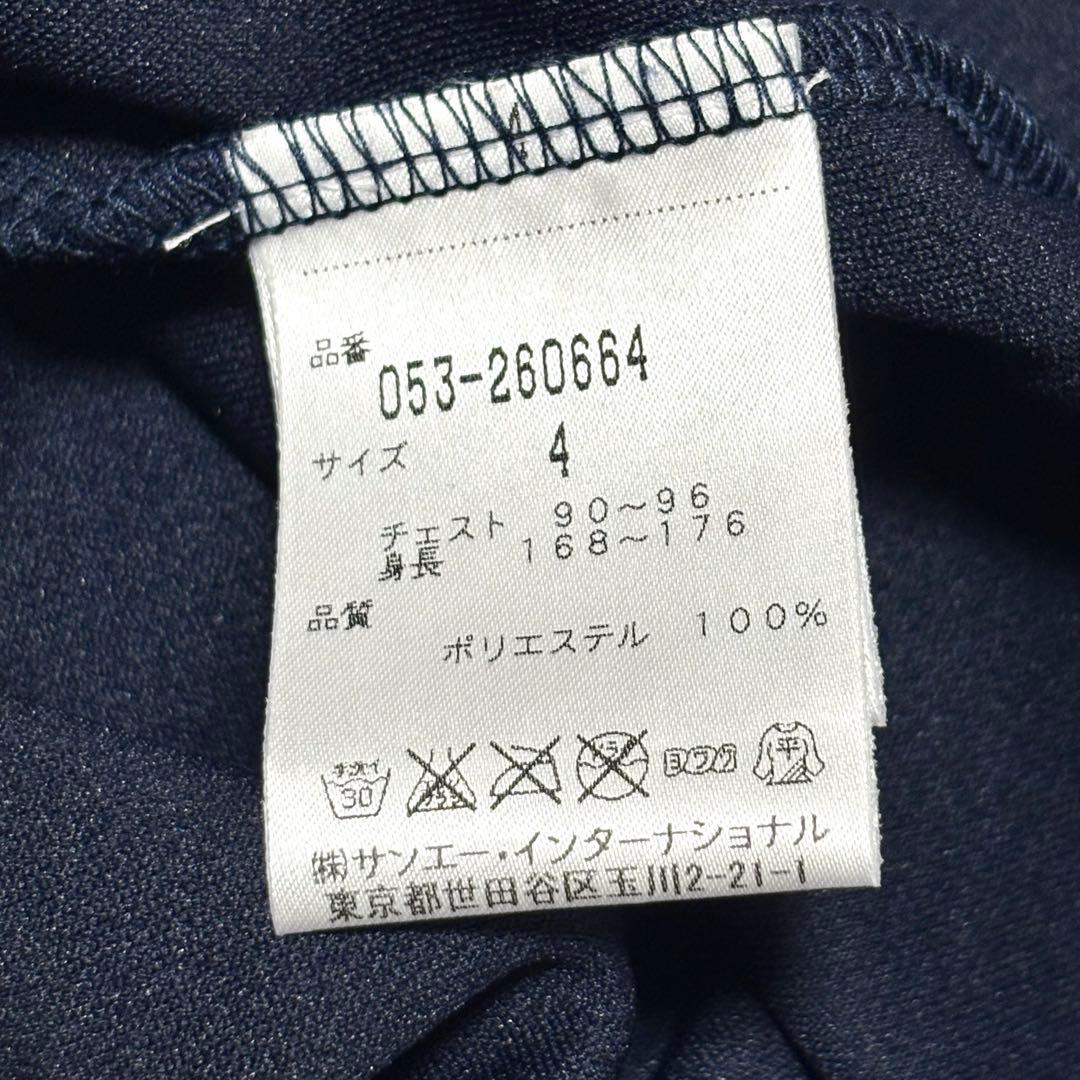 品番 053-260664
サイズ 4
チェスト 90~96
身長 168~176
品質
ポリエステル 100%
手洗イ
30
平
(株)サンエー・インターナショナル
東京都世田谷区玉川2-21-1